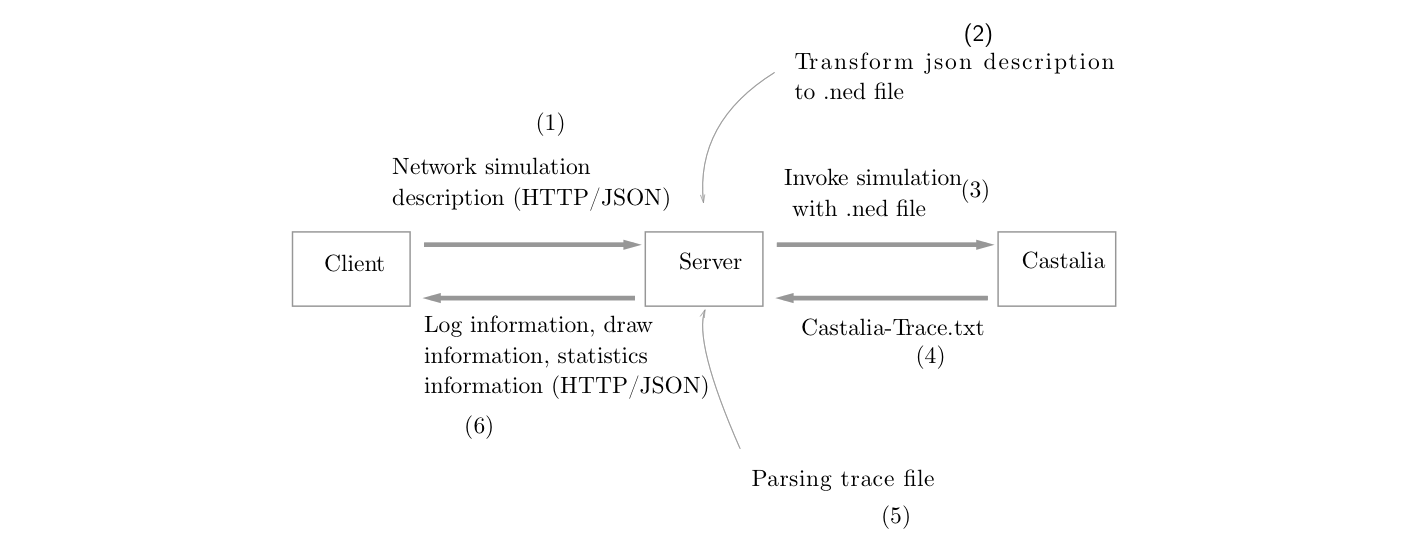 (2)
Transform json description
to .ned file
(1)
Network simulation
description (HTTP/JSON)
Invoke simulation
(3)
with .ned file
Client
Server
Castalia
Log information, draw
information, statistics
information (HTTP/JSON)
(6)
Castalia-Trace.txt
(4)
Parsing trace file
(5)